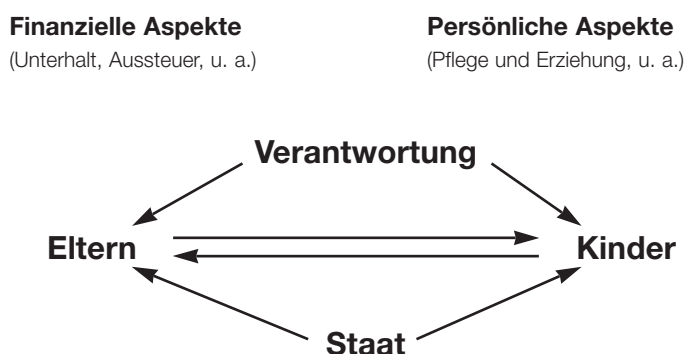 Finanzielle Aspekte
(Unterhalt, Aussteuer, u. a.)
Persönliche Aspekte
(Pflege und Erziehung, u. a.)
Verantwortung
Eltern
Kinder
Staat